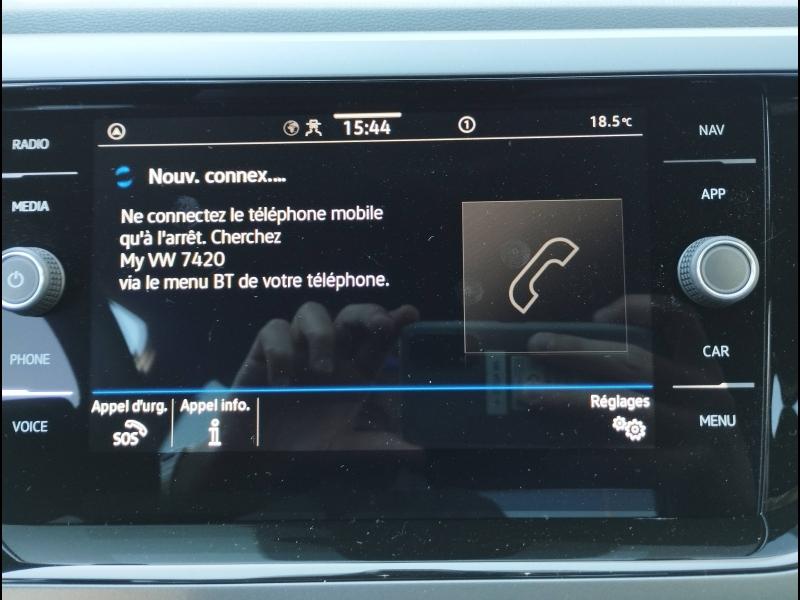 RADIO
MEDIA
PHONE
VOICE
15:44
1
18.5°C
Nouv. connex....
Ne connectez le téléphone mobile
qu'à l'arrêt. Cherchez
My VW 7420
via le menu BT de votre téléphone.
Appel d'urg.
SOS
Appel info.
i
Réglages
NAV
APP
CAR
MENU